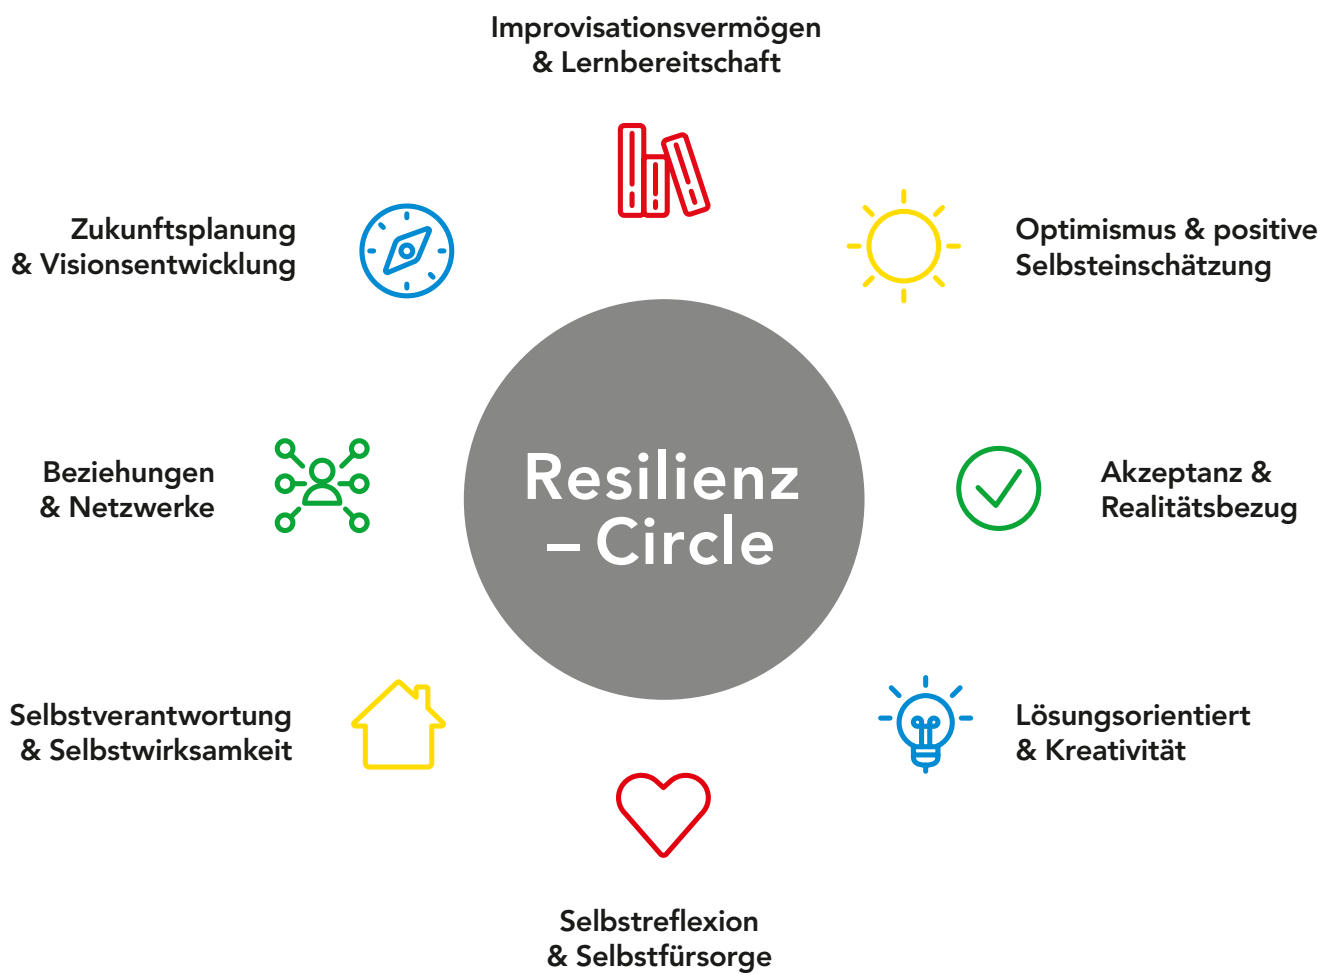 Improvisationsvermögen
& Lernbereitschaft
Zukunftsplanung
& Visionsentwicklung
Optimismus & positive
Selbsteinschätzung
Beziehungen
& Netzwerke
Resilienz
– Circle
Akzeptanz &
Realitätsbezug
Selbstverantwortung
& Selbstwirksamkeit
Lösungsorientiert
& Kreativität
Selbstreflexion
& Selbstfürsorge